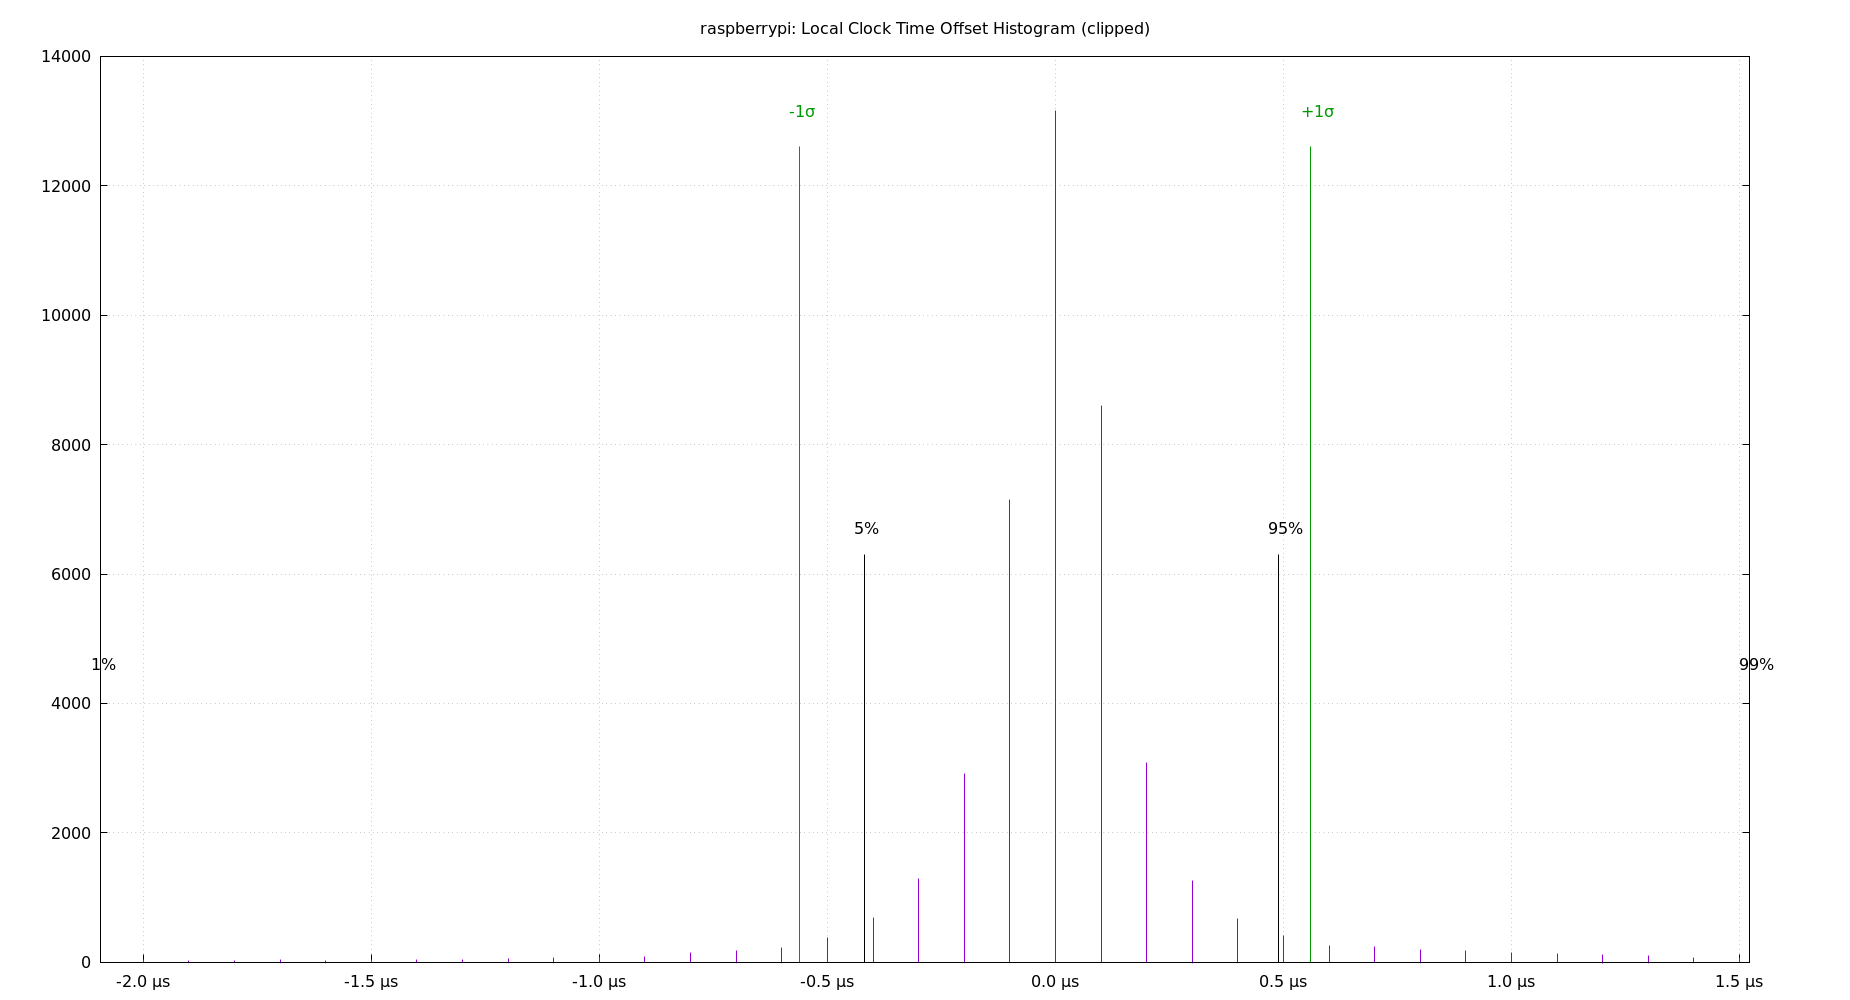 raspberrypi: Local Clock Time Offset Histogram (clipped)
14000
-1σ
+1σ
12000
10000
8000
5%
95%
6000
1%
99%
4000
2000
0
-2.0 µs
-1.5 µs
-1.0 µs
-0.5 µs
0.0 µs
0.5 µs
1.0 µs
1.5 µs